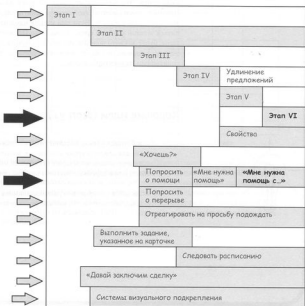 Этап I
Этап II
Этап III
Этап IV
Удлинение
предложений
Этап V
Этап VI
Свойства
«Хочешь?»
Попросить
о помощи
«Мне нужна
помощь»
«Мне нужна
помощь с...»
Попросить
о перерыве
Отреагировать на просьбу подождать
Выполнить задание,
указанное на карточке
Следовать расписанию
«Давай заключим сделку»
Системы визуального подкрепления